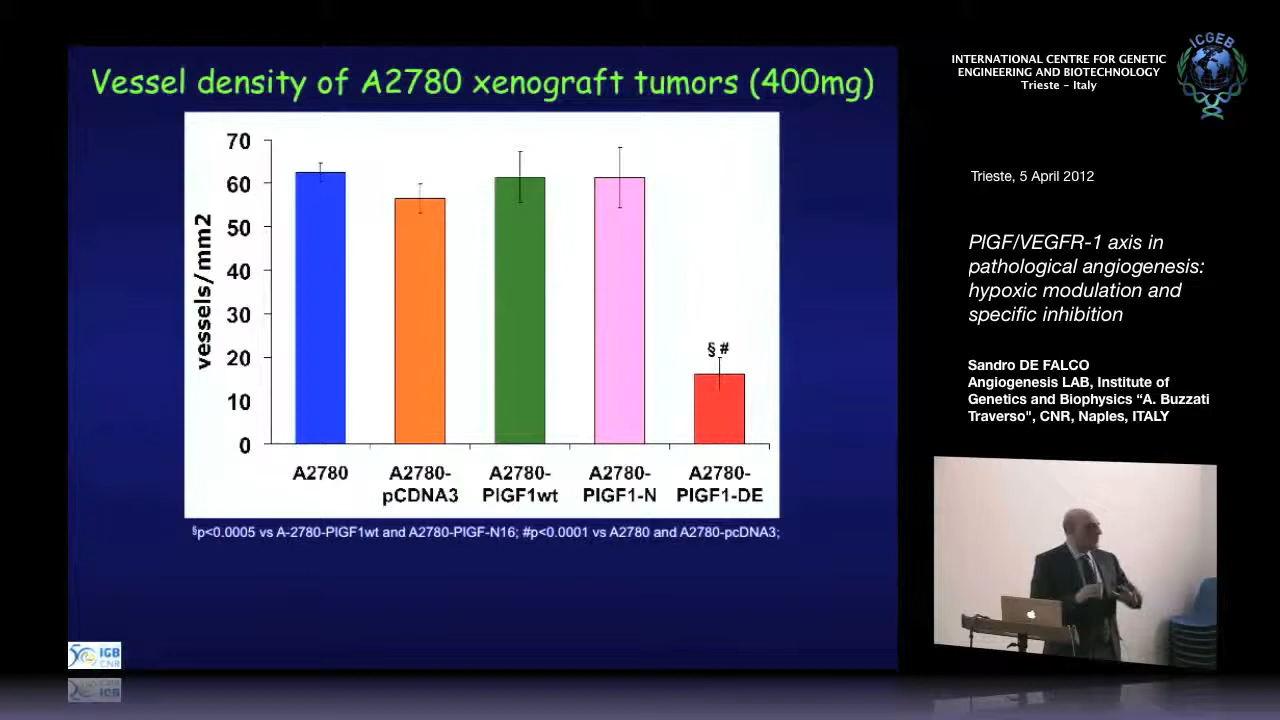 Vessel density of A2780 xenograft tumors (400mg)
70
60
50
40
30
20
10
0
vessels/mm2
§ #
A2780
A2780-
pCDNA3
A2780-
PlGF1wt
A2780-
PlGF1-N
A2780-
PlGF1-DE
§p<0.0005 vs A-2780-PlGF1wt and A2780-PlGF-N16; #p<0.0001 vs A2780 and A2780-pcDNA3;
IGB
CNR
INTERNATIONAL CENTRE FOR GENETIC
ENGINEERING AND BIOTECHNOLOGY
Trieste - Italy
ICGEB
Trieste, 5 April 2012
PlGF/VEGFR-1 axis in
pathological angiogenesis:
hypoxic modulation and
specific inhibition
Sandro DE FALCO
Angiogenesis LAB, Institute of
Genetics and Biophysics “A. Buzzati
Traverso", CNR, Naples, ITALY